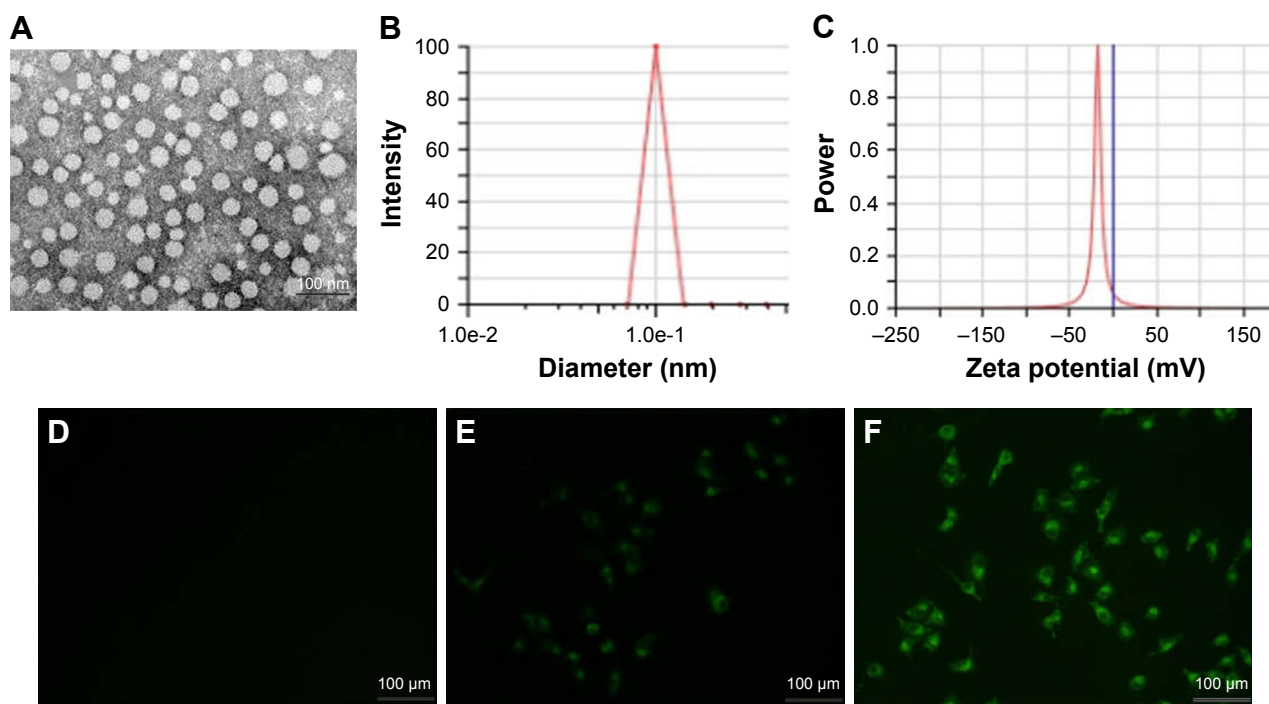 A
100 nm
B
Intensity
100
80
60
40
20
0
1.0e-2
1.0e-1
Diameter (nm)
C
Power
1.0
0.8
0.6
0.4
0.2
0.0
–250
–150
–50
50
150
Zeta potential (mV)
D
100 µm
E
100 µm
F
100 µm